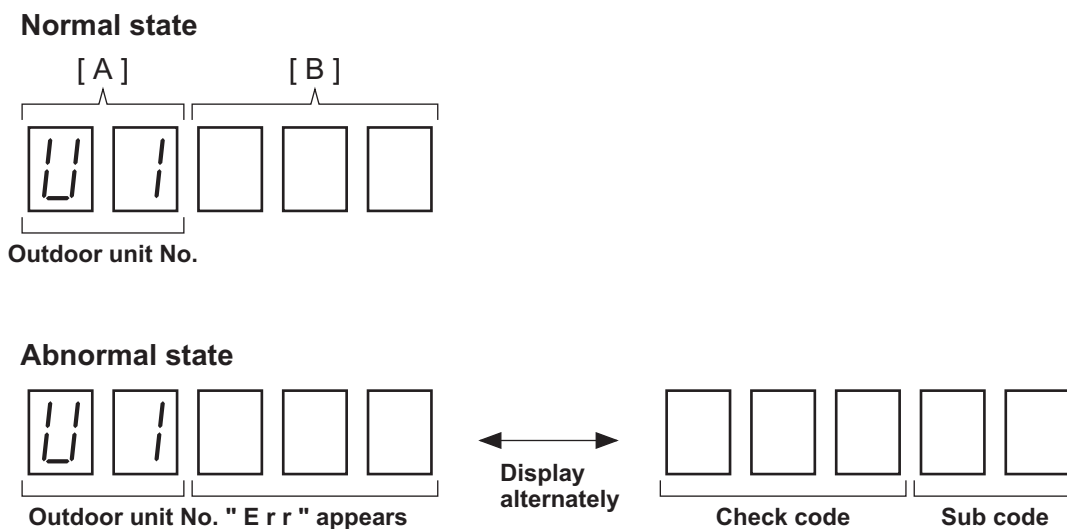 Normal state
[ A ] [ B ]
U 1
Outdoor unit No.
Abnormal state
U 1
Display
alternately
Outdoor unit No. " E r r " appears
Check code
Sub code